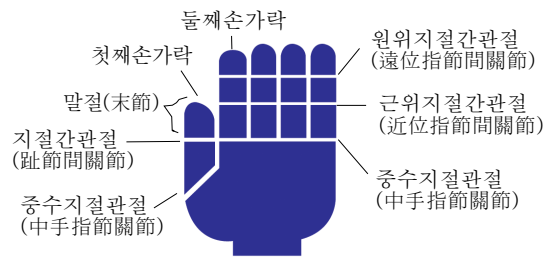 둘째손가락
첫째손가락
말절(末節)
지절간관절
(趾節間關節)
중수지절관절
(中手指節關節)
원위지절간관절
(遠位指節間關節)
근위지절간관절
(近位指節間關節)
중수지절관절
(中手指節關節)